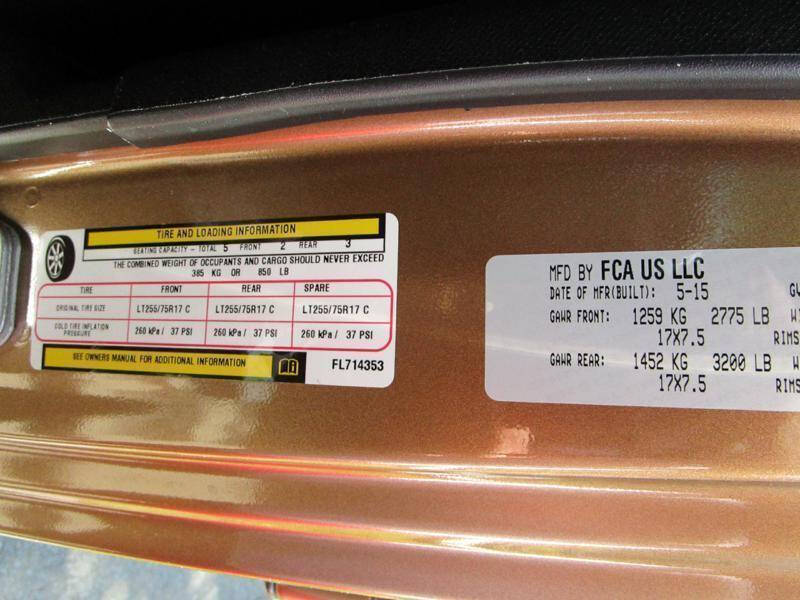 TIRE AND LOADING INFORMATION
SEATING CAPACITY - TOTAL 5 FRONT 2 REAR 3
THE COMBINED WEIGHT OF OCCUPANTS AND CARGO SHOULD NEVER EXCEED
385 KG OR 850 LB
TIRE FRONT REAR SPARE
ORIGINAL TIRE SIZE LT255/75R17 C LT255/75R17 C LT255/75R17 C
COLD TIRE INFLATION PRESSURE 260 kPa / 37 PSI 260 kPa / 37 PSI 260 kPa / 37 PSI
SEE OWNERS MANUAL FOR ADDITIONAL INFORMATION
FL714353
MFD BY FCA US LLC
DATE OF MFR(BUILT): 5-15
GAWR FRONT: 1259 KG 2775 LB
17X7.5 RIMS
GAWR REAR: 1452 KG 3200 LB
17X7.5 RIMS